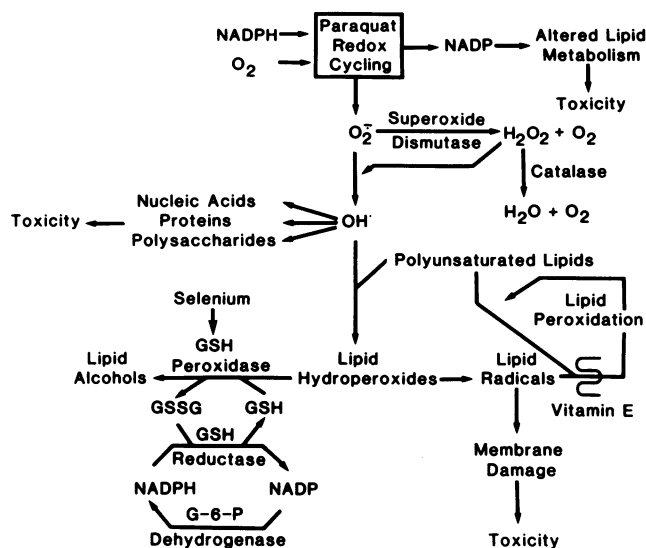 NADPH
O2
Paraquat
Redox
Cycling
NADP
Altered Lipid
Metabolism
Toxicity
O2-̇
Superoxide
Dismutase
H2O2 + O2
Catalase
H2O + O2
Nucleic Acids
Proteins
Polysaccharides
Toxicity
OH·
Polyunsaturated Lipids
Lipid
Peroxidation
Selenium
GSH
Peroxidase
Lipid
Alcohols
Lipid
Hydroperoxides
Lipid
Radicals
Vitamin E
GSSG
GSH
GSH
Reductase
NADPH
NADP
G-6-P
Dehydrogenase
Membrane
Damage
Toxicity